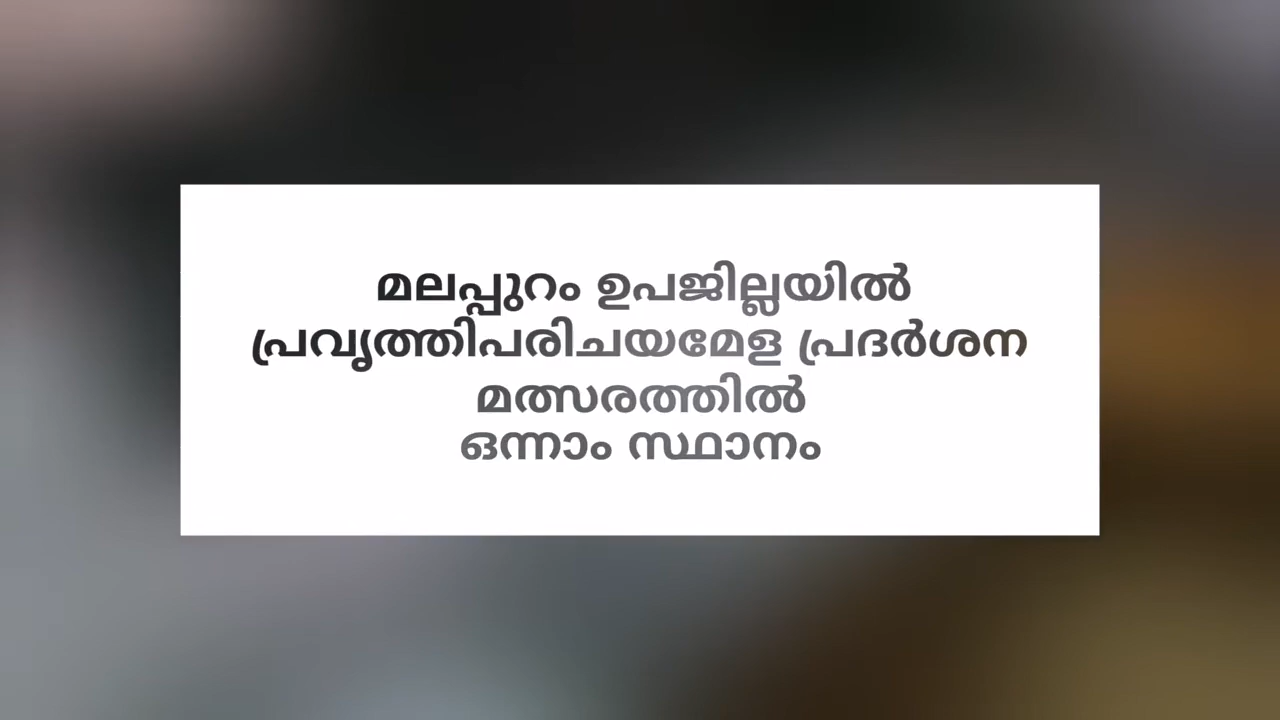 മലപ്പുറം ഉപജില്ലയിൽ
പ്രവൃത്തിപരിചയമേള പ്രദർശന
മത്സരത്തിൽ
ഒന്നാം സ്ഥാനം